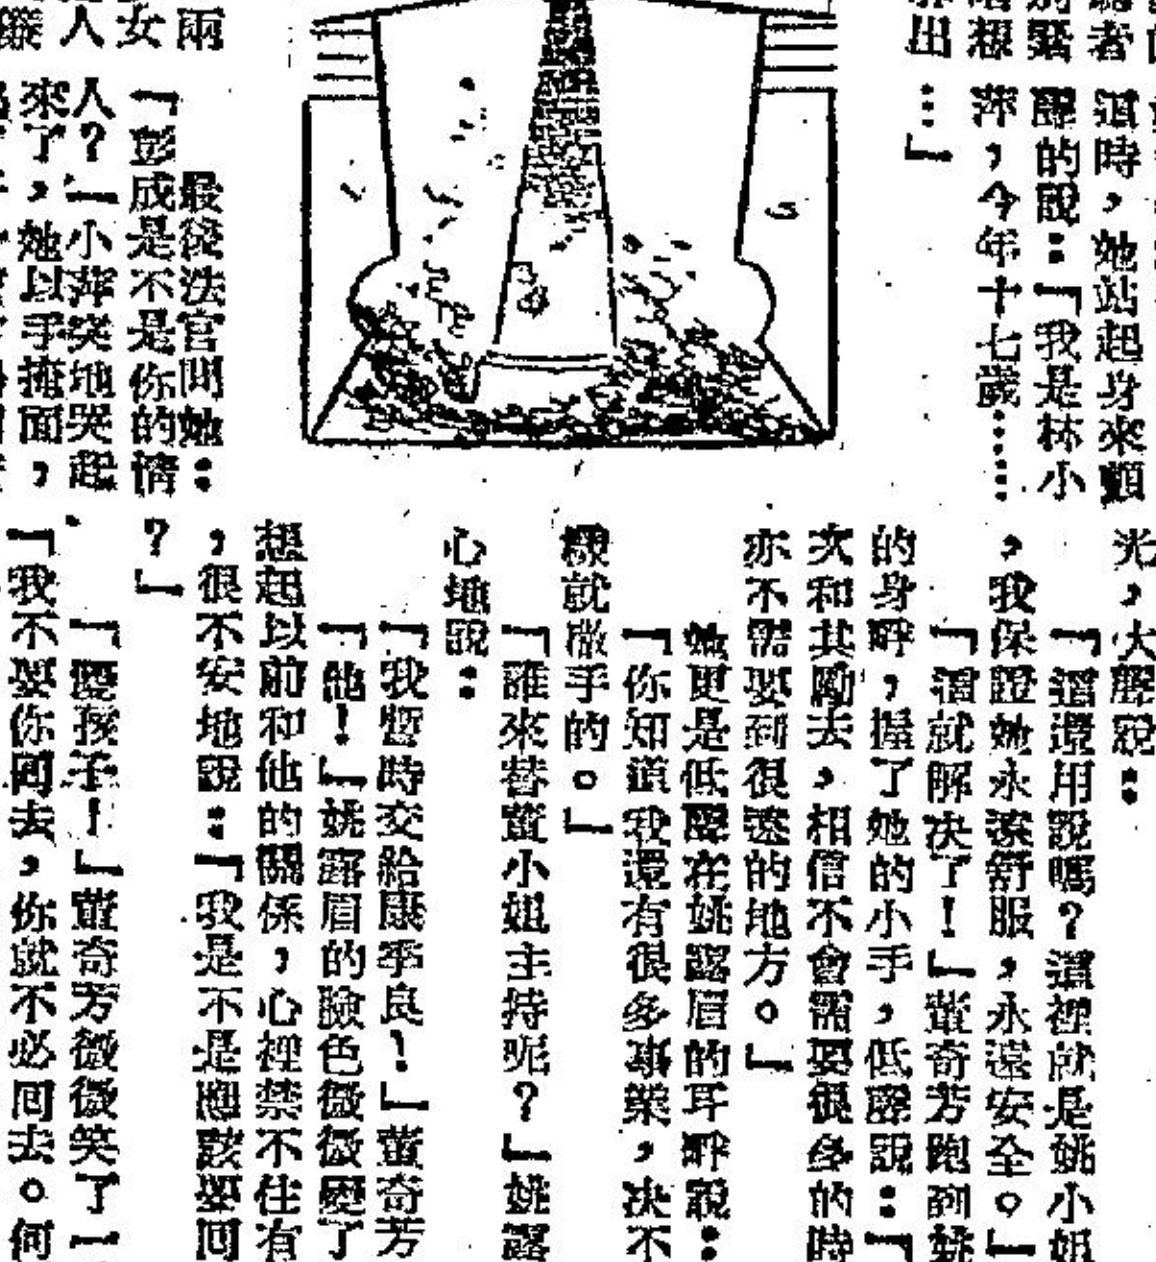 者
想
出
道時，她站起身來顫
聲的說：「我是林小
萍，今年十七歲……
…」
兩
女
人
最後法官問她：
「彭成是不是你的情
人？」小萍突地哭起
來了，她以手掩面，
光，大聲說：
「這還用說嗎？這裡就是姚小姐
，我保證她永遠舒服，永遠安全。」
「這就解决了！」董奇芳跑到姚
的身畔，握了她的小手，低聲說：「
次和其勵去，相信不會需要很多的時
亦不需要到很遠的地方。」
她更是低聲在姚露眉的耳畔說：
「你知道我還有很多事業，决不
就撒手的。」
「誰來替董小姐主持呢？」姚露
心地說：
「我暫時交給康季良！」董奇芳
「他！」姚露眉的臉色微微變了
想起以前和他的關係，心裡禁不住有
，很不安地說：「我是不是應該要回
？」
「優孩子！」董奇芳微微笑了一
「我不要你回去，你就不必回去。何